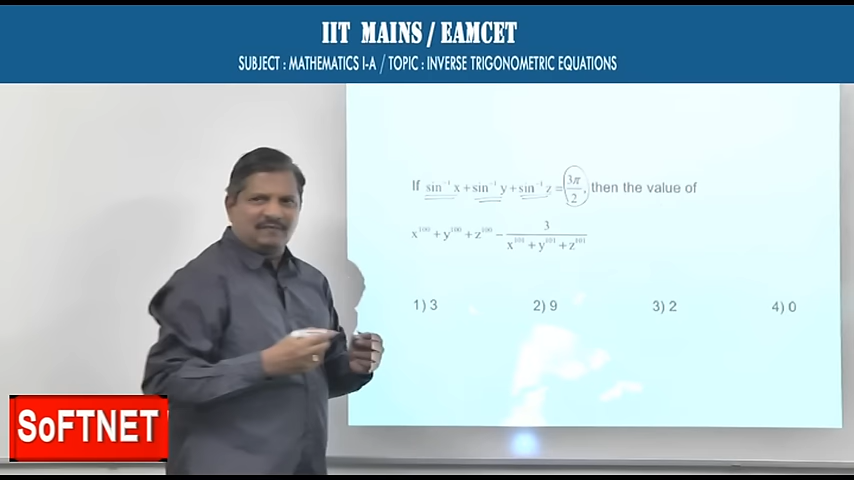 IIT MAINS / EAMCET
SUBJECT : MATHEMATICS I-A / TOPIC : INVERSE TRIGONOMETRIC EQUATIONS
If sin⁻¹ x + sin⁻¹ y + sin⁻¹ z = 3π/2, then the value of
x¹⁰⁰ + y¹⁰⁰ + z¹⁰⁰ − 3/(x¹⁰¹ + y¹⁰¹ + z¹⁰¹)
1) 3 2) 9 3) 2 4) 0
SoFTNET